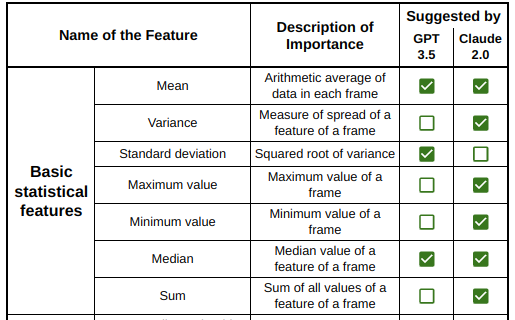 Name of the Feature
Description of
Importance
Suggested by
GPT
3.5
Claude
2.0
Basic
statistical
features
Mean
Arithmetic average of
data in each frame
Variance
Measure of spread of a
feature of a frame
Standard deviation
Squared root of variance
Maximum value
Maximum value of a
frame
Minimum value
Minimum value of a
frame
Median
Median value of a
feature of a frame
Sum
Sum of all values of a
feature of a frame